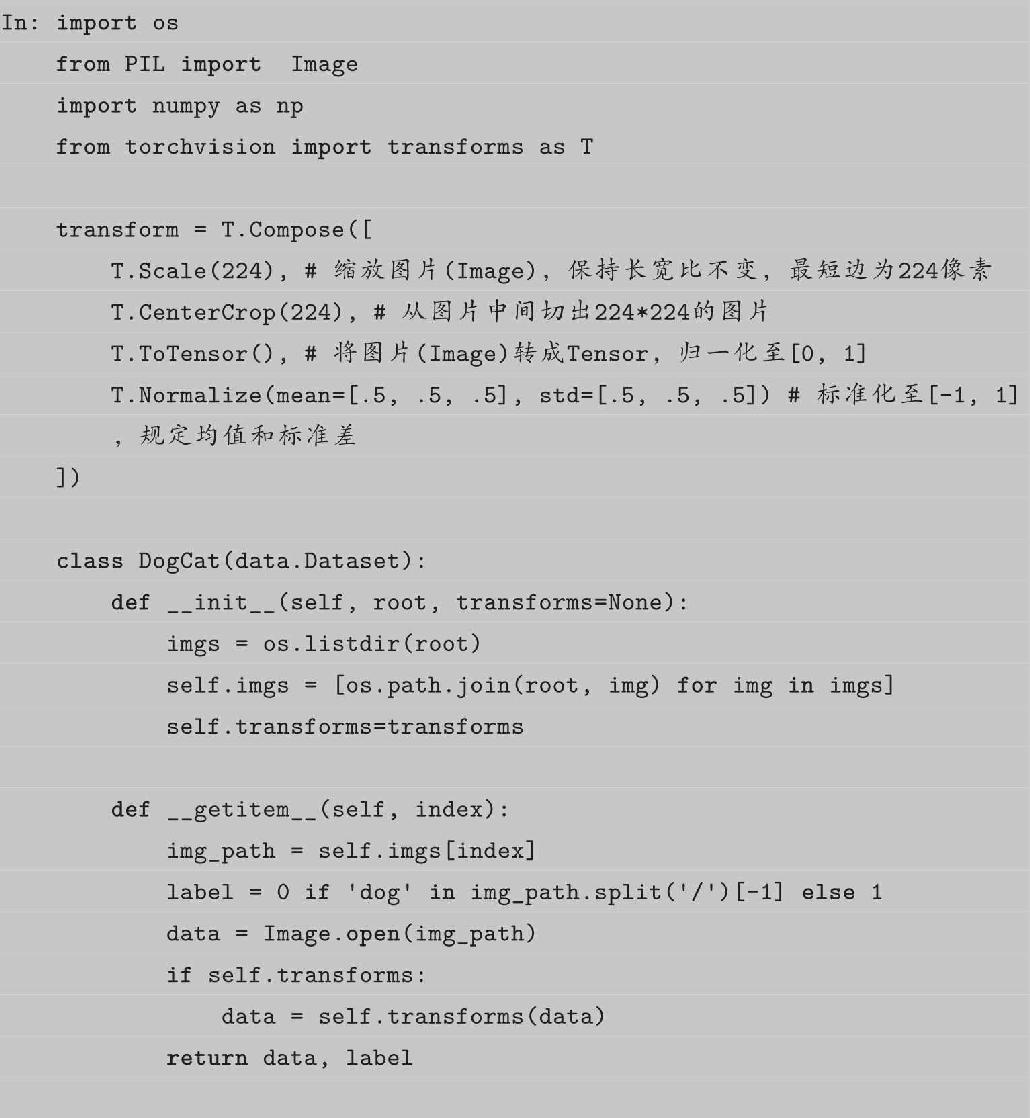 In: import os
    from PIL import  Image
    import numpy as np
    from torchvision import transforms as T

    transform = T.Compose([
        T.Scale(224), # 缩放图片(Image), 保持长宽比不变, 最短边为224像素
        T.CenterCrop(224), # 从图片中间切出224*224的图片
        T.ToTensor(), # 将图片(Image)转成Tensor, 归一化至[0, 1]
        T.Normalize(mean=[.5, .5, .5], std=[.5, .5, .5]) # 标准化至[-1, 1]
        , 规定均值和标准差
    ])

    class DogCat(data.Dataset):
        def __init__(self, root, transforms=None):
            imgs = os.listdir(root)
            self.imgs = [os.path.join(root, img) for img in imgs]
            self.transforms=transforms

        def __getitem__(self, index):
            img_path = self.imgs[index]
            label = 0 if 'dog' in img_path.split('/')[-1] else 1
            data = Image.open(img_path)
            if self.transforms:
                data = self.transforms(data)
            return data, label